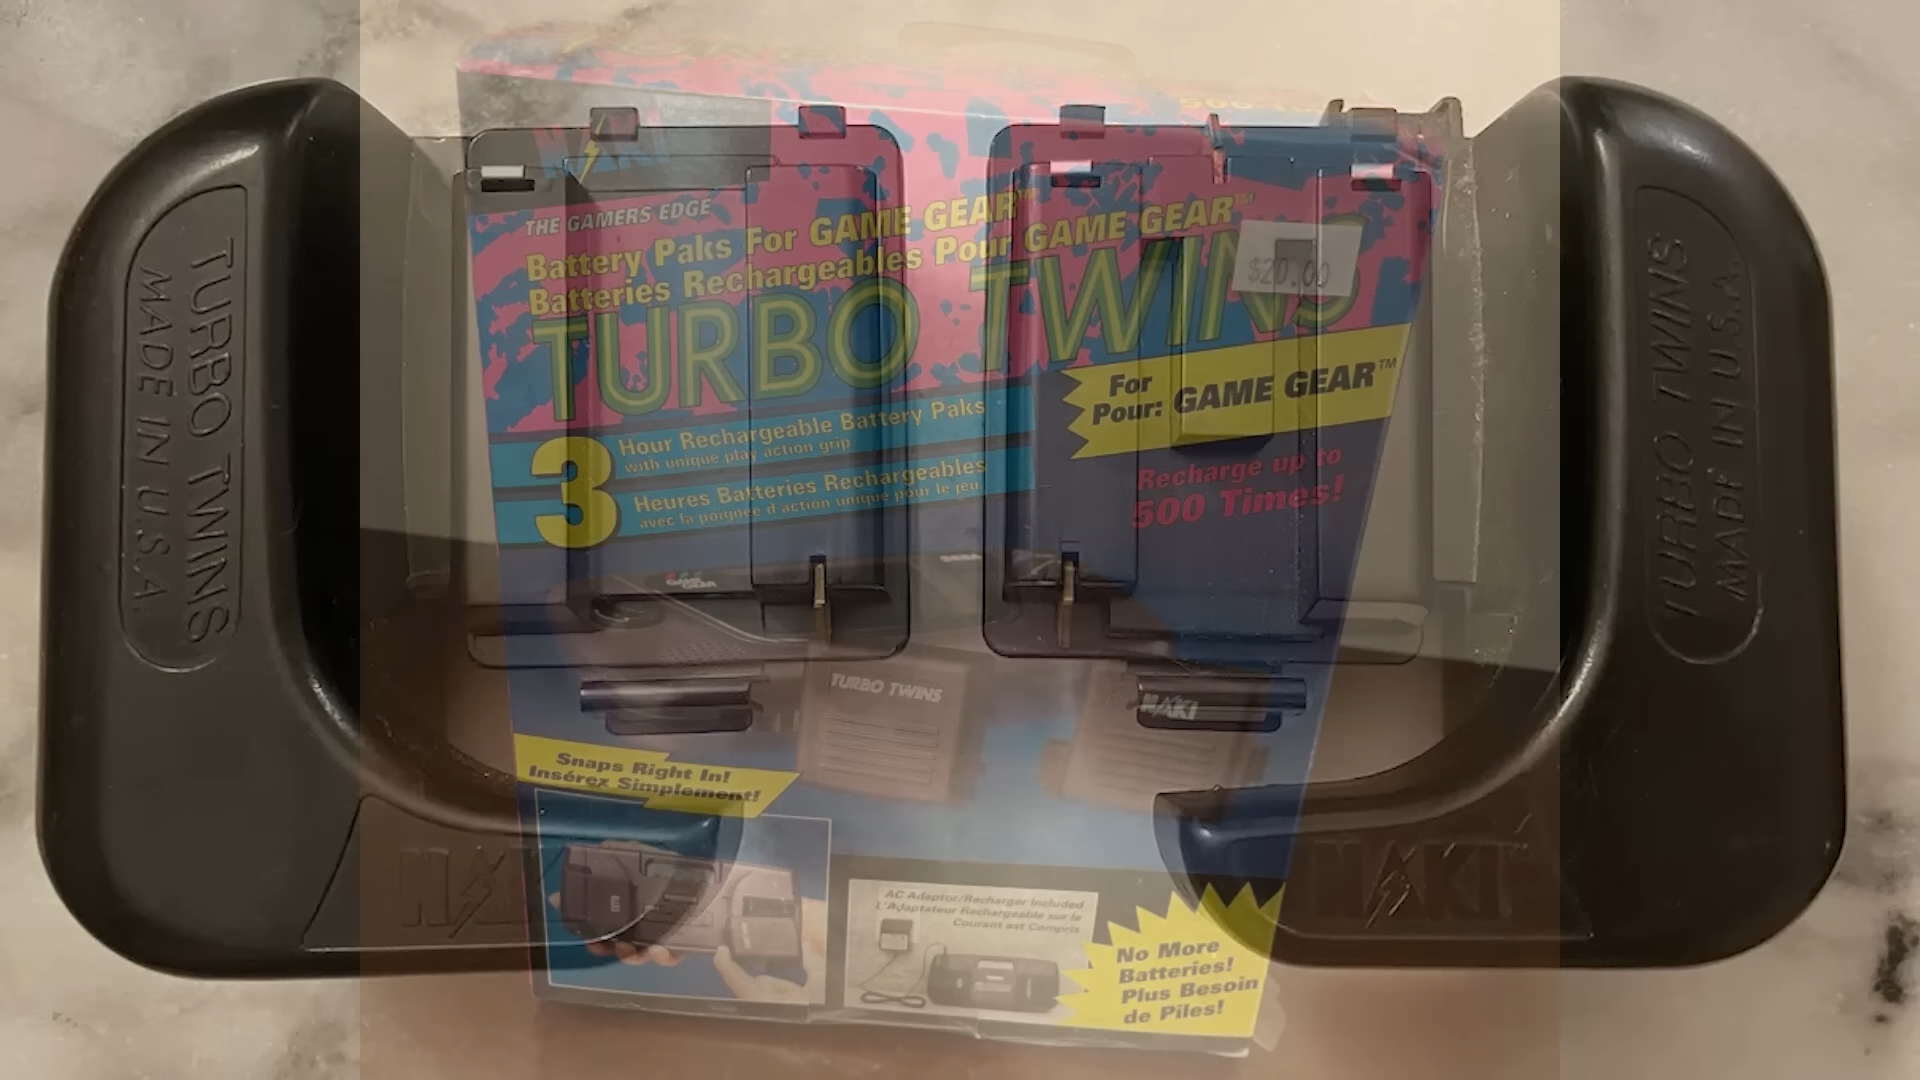 NAKI
THE GAMERS EDGE
Battery Paks For GAME GEAR™
Batteries Rechargeables Pour GAME GEAR™
TURBO TWINS
$20.00
For
Pour: GAME GEAR™
3
Hour Rechargeable Battery Paks
with unique play action grip
Heures Batteries Rechargeables
avec la poignee d'action unique pour le jeu
Recharge up to
500 Times!
GAME GEAR
SEGA
TURBO TWINS
NAKI
Snaps Right In!
Insérez Simplement!
AC Adaptor/Recharger Included
L'Adaptateur Rechargeable sur le
Courant est Compris
No More
Batteries!
Plus Besoin
de Piles!
TURBO TWINS
MADE IN U.S.A.
NAKI
TURBO TWINS
MADE IN U.S.A.
NAKI